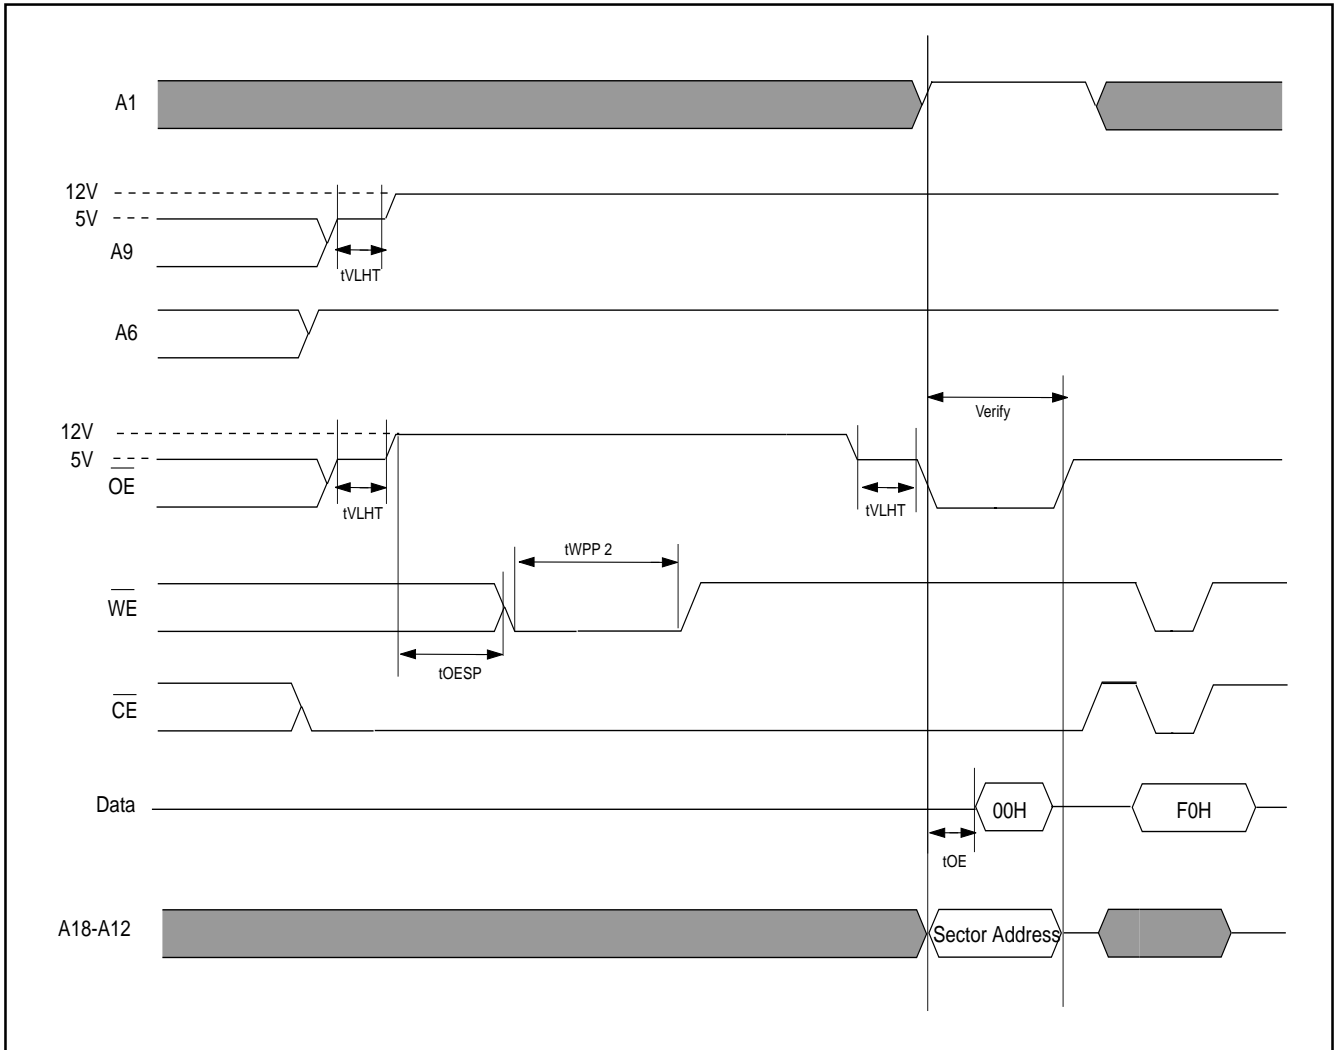 A1
12V
5V
A9
tVLHT
A6
Verify
12V
5V
OE
tVLHT
tVLHT
tWPP 2
WE
tOESP
CE
Data
00H
F0H
tOE
A18-A12
Sector Address